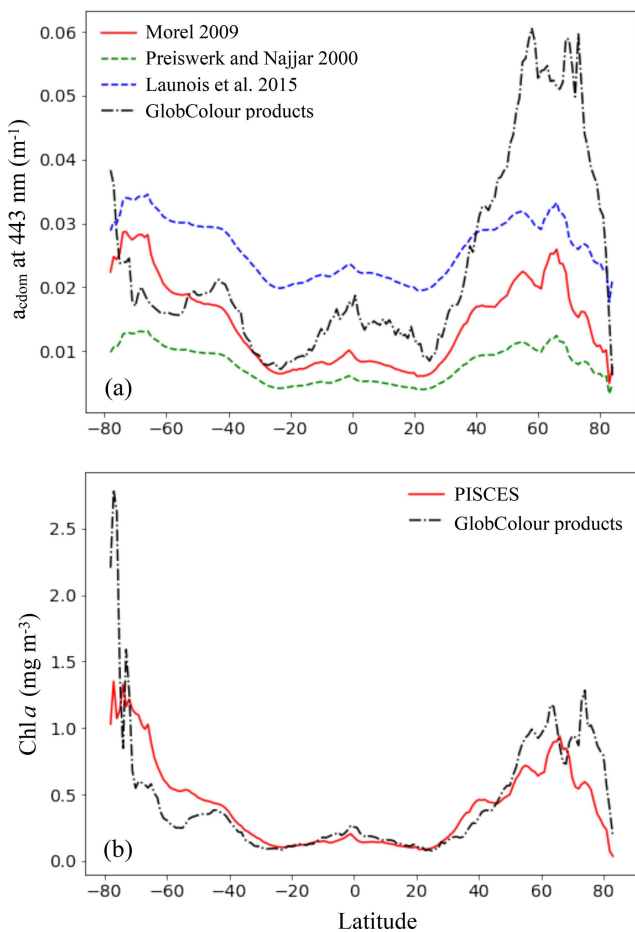 0.06
0.05
0.04
0.03
0.02
0.01
a_cdom at 443 nm (m⁻¹)
Morel 2009
Preiswerk and Najjar 2000
Launois et al. 2015
GlobColour products
(a)
−80 −60 −40 −20 0 20 40 60 80
2.5
2.0
1.5
1.0
0.5
0.0
Chl a (mg m⁻³)
PISCES
GlobColour products
(b)
−80 −60 −40 −20 0 20 40 60 80
Latitude